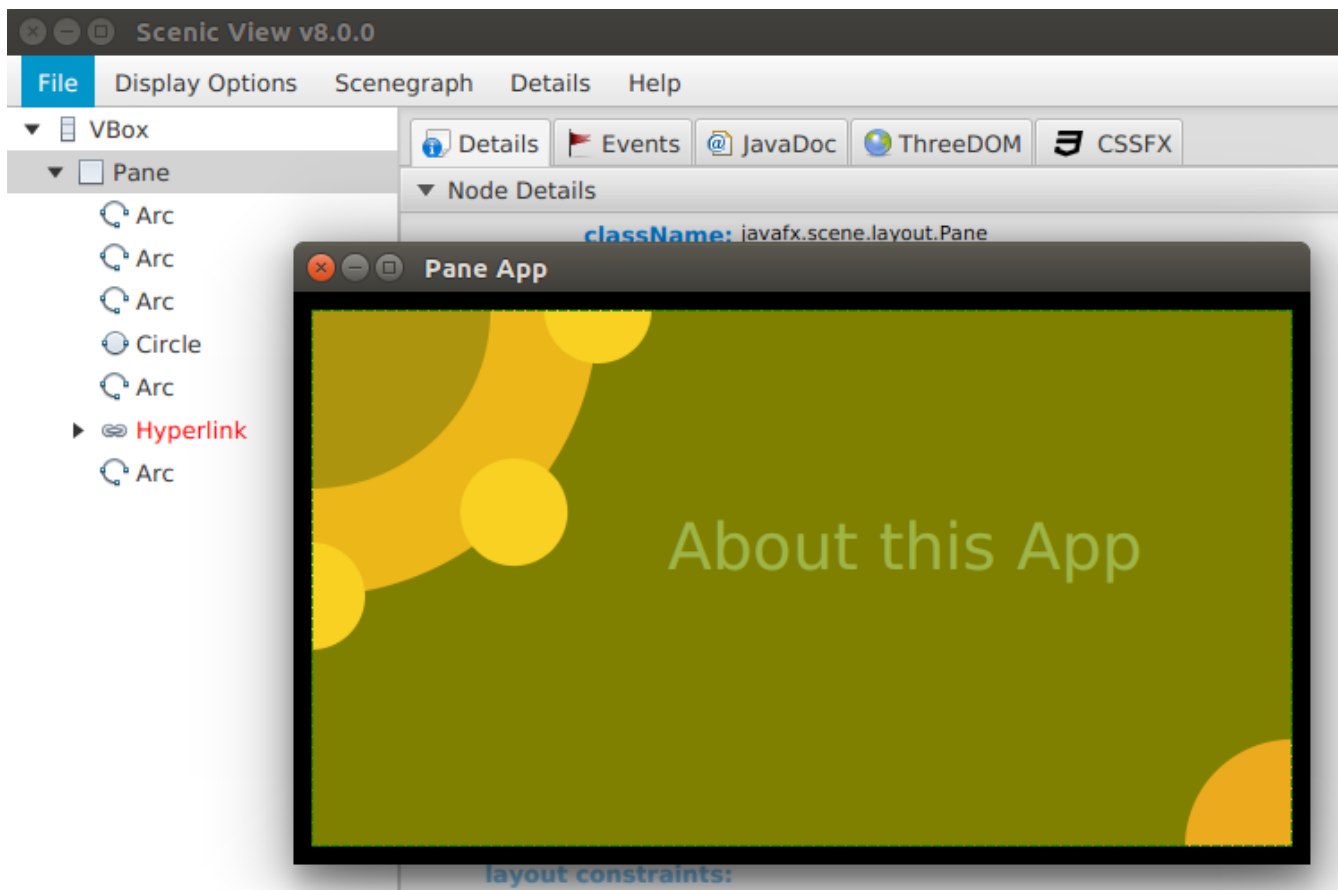 Scenic View v8.0.0
File Display Options Scenegraph Details Help
VBox
Pane
Arc
Arc
Arc
Circle
Arc
Hyperlink
Arc
Details Events JavaDoc ThreeDOM CSSFX
Node Details
className: javafx.scene.layout.Pane
Pane App
About this App
layout constraints: